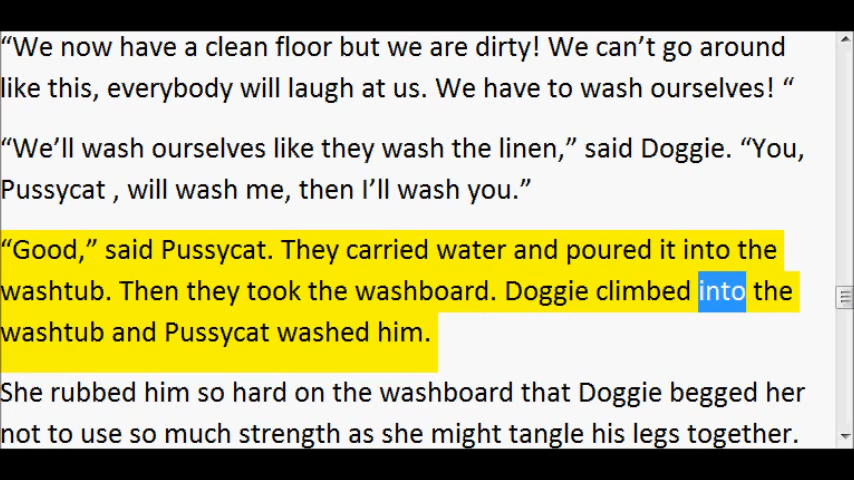 “We now have a clean floor but we are dirty! We can’t go around
like this, everybody will laugh at us. We have to wash ourselves! “
“We’ll wash ourselves like they wash the linen,” said Doggie. “You,
Pussycat , will wash me, then I’ll wash you.”
“Good,” said Pussycat. They carried water and poured it into the
washtub. Then they took the washboard. Doggie climbed into the
washtub and Pussycat washed him.
She rubbed him so hard on the washboard that Doggie begged her
not to use so much strength as she might tangle his legs together.